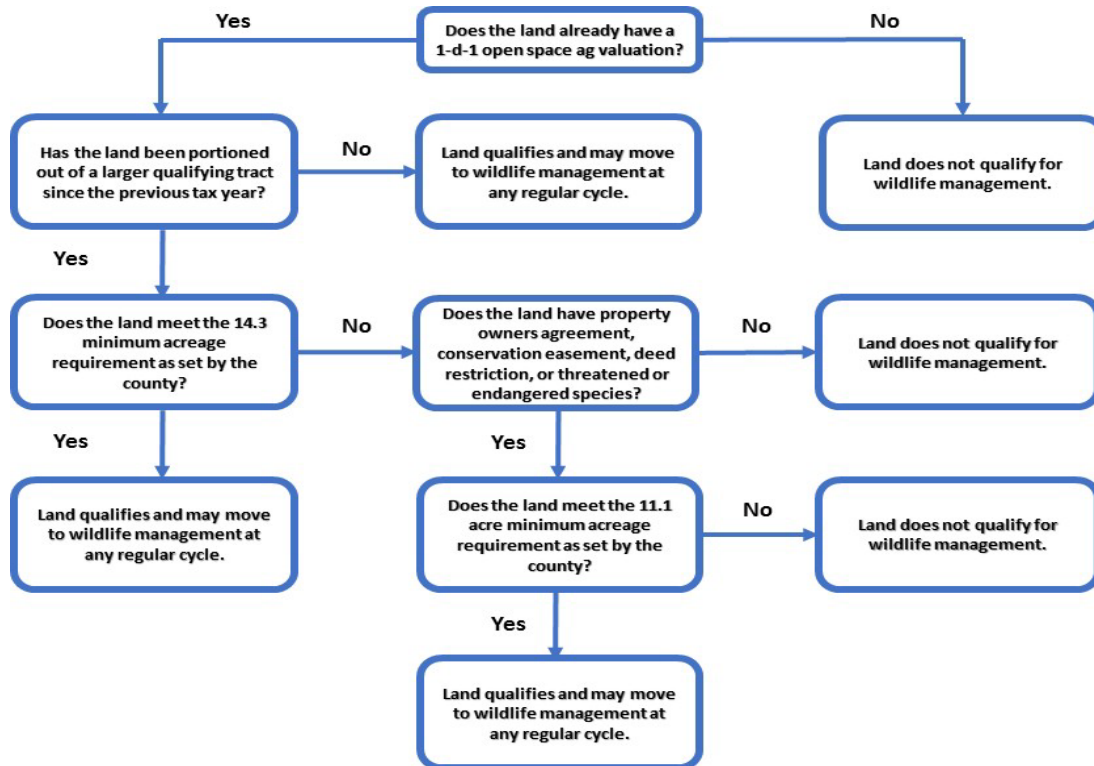 Yes
Does the land already have a
1-d-1 open space ag valuation?
No
Has the land been portioned
out of a larger qualifying tract
since the previous tax year?
No
Land qualifies and may move
to wildlife management at
any regular cycle.
Land does not qualify for
wildlife management.
Yes
Does the land meet the 14.3
minimum acreage
requirement as set by the
county?
No
Does the land have property
owners agreement,
conservation easement, deed
restriction, or threatened or
endangered species?
No
Land does not qualify for
wildlife management.
Yes
Yes
Land qualifies and may move
to wildlife management at
any regular cycle.
Does the land meet the 11.1
acre minimum acreage
requirement as set by the
county?
No
Land does not qualify for
wildlife management.
Yes
Land qualifies and may move
to wildlife management at
any regular cycle.